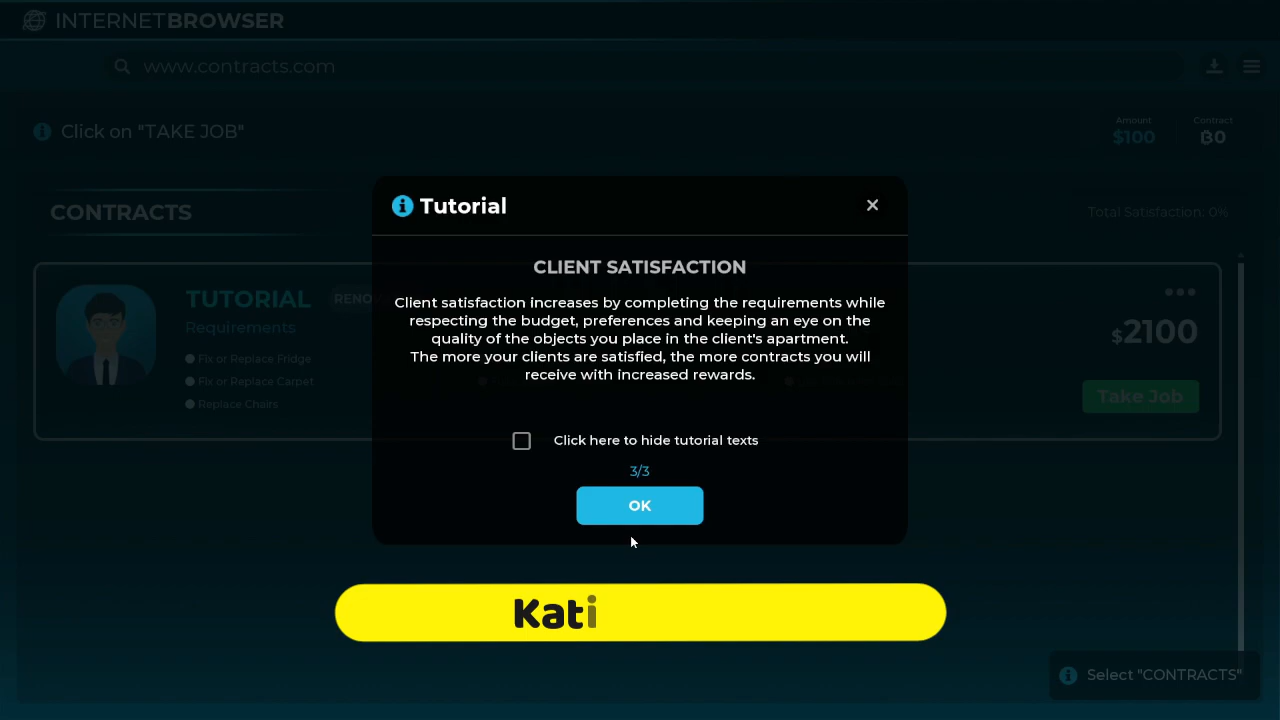 INTERNETBROWSER
www.contracts.com
Click on "TAKE JOB"
Amount
$100
Contract
₿0
CONTRACTS
Total Satisfaction: 0%
Tutorial
CLIENT SATISFACTION
Client satisfaction increases by completing the requirements while
respecting the budget, preferences and keeping an eye on the
quality of the objects you place in the client's apartment.
The more your clients are satisfied, the more contracts you will
receive with increased rewards.
Click here to hide tutorial texts
3/3
OK
TUTORIAL
Requirements
Fix or Replace Fridge
Fix or Replace Carpet
Replace Chairs
$2100
Take Job
Kati
Select "CONTRACTS"